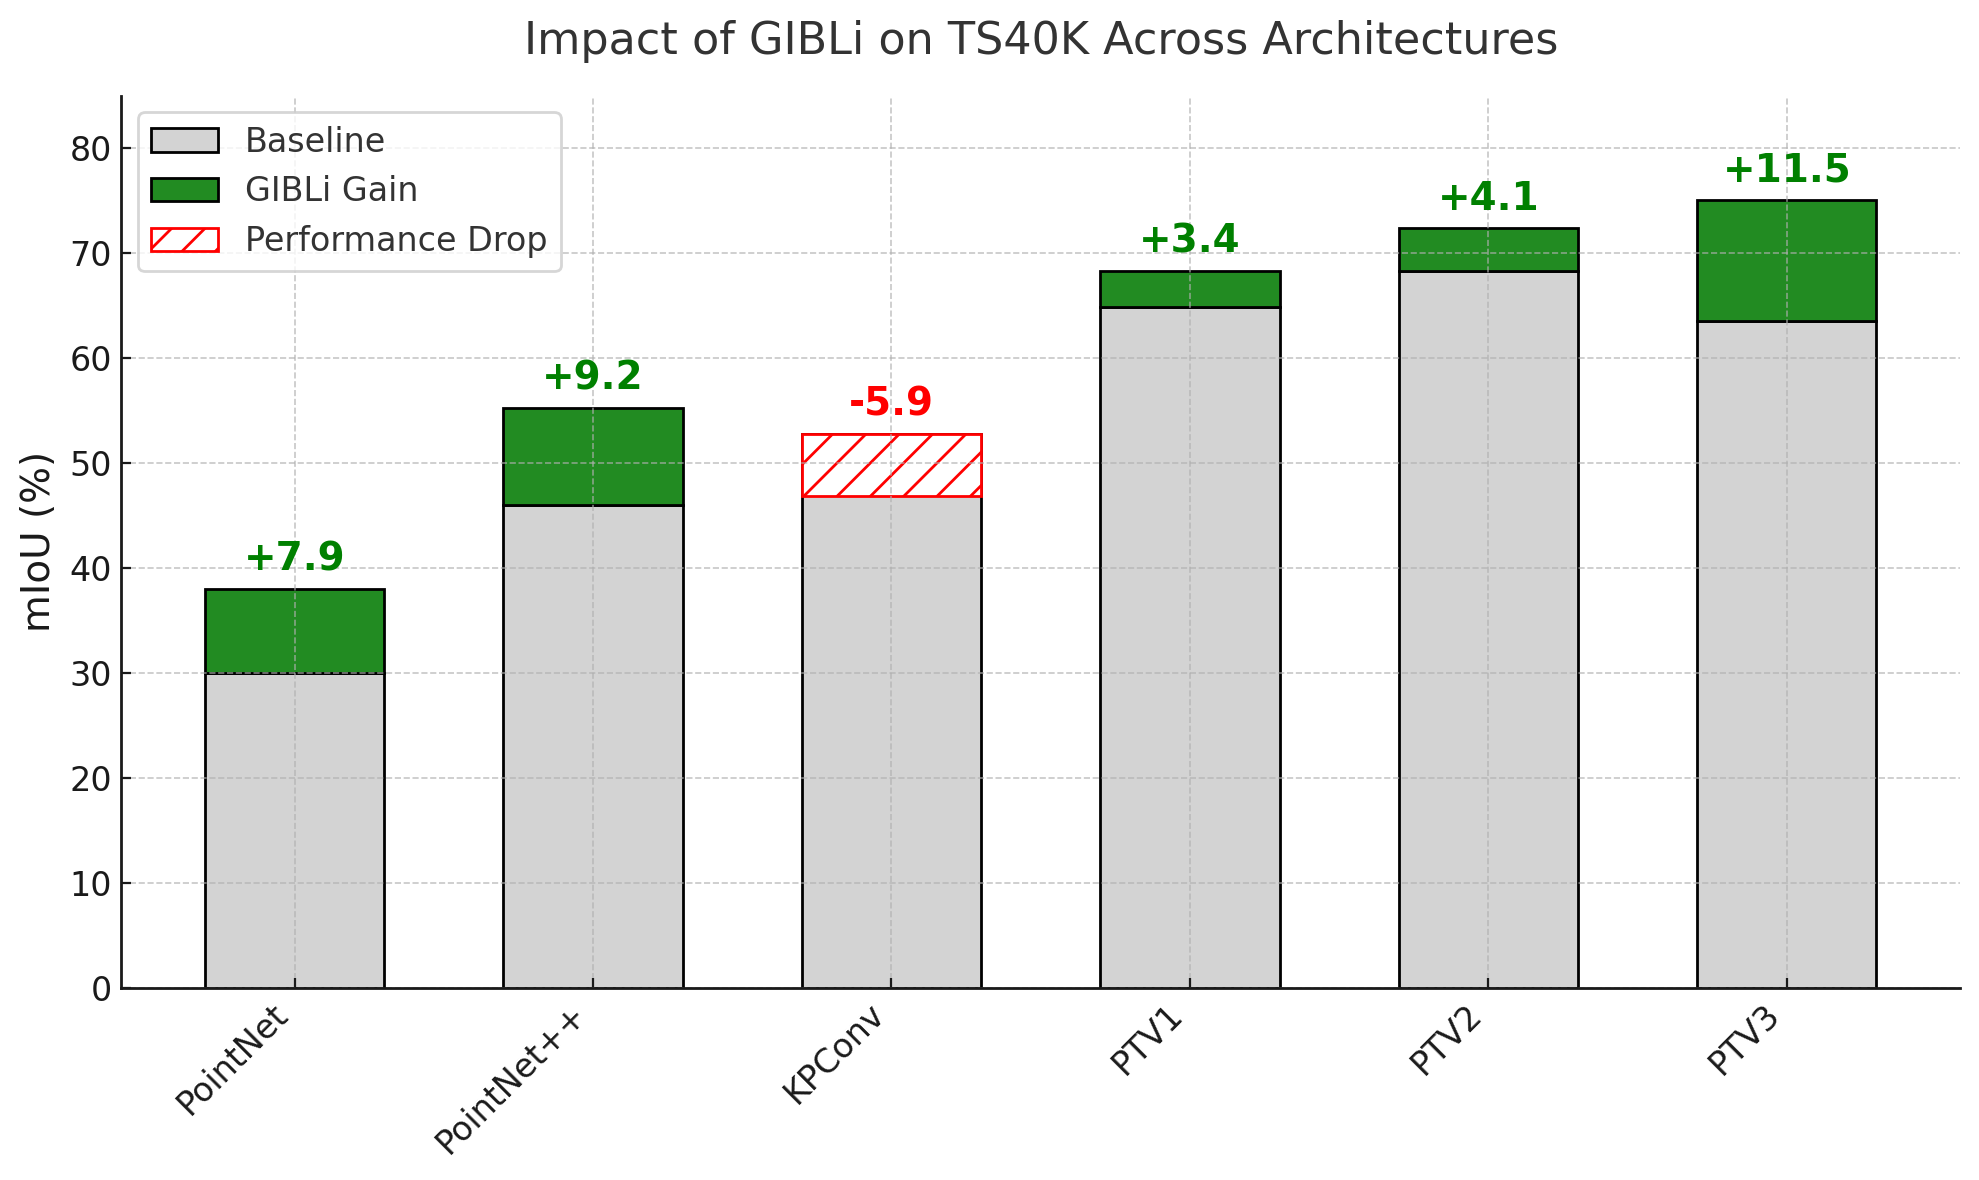 Impact of GIBLi on TS40K Across Architectures
Baseline
GIBLi Gain
Performance Drop
mIoU (%)
80
70
60
50
40
30
20
10
0
+7.9
+9.2
-5.9
+3.4
+4.1
+11.5
PointNet
PointNet++
KPConv
PTV1
PTV2
PTV3